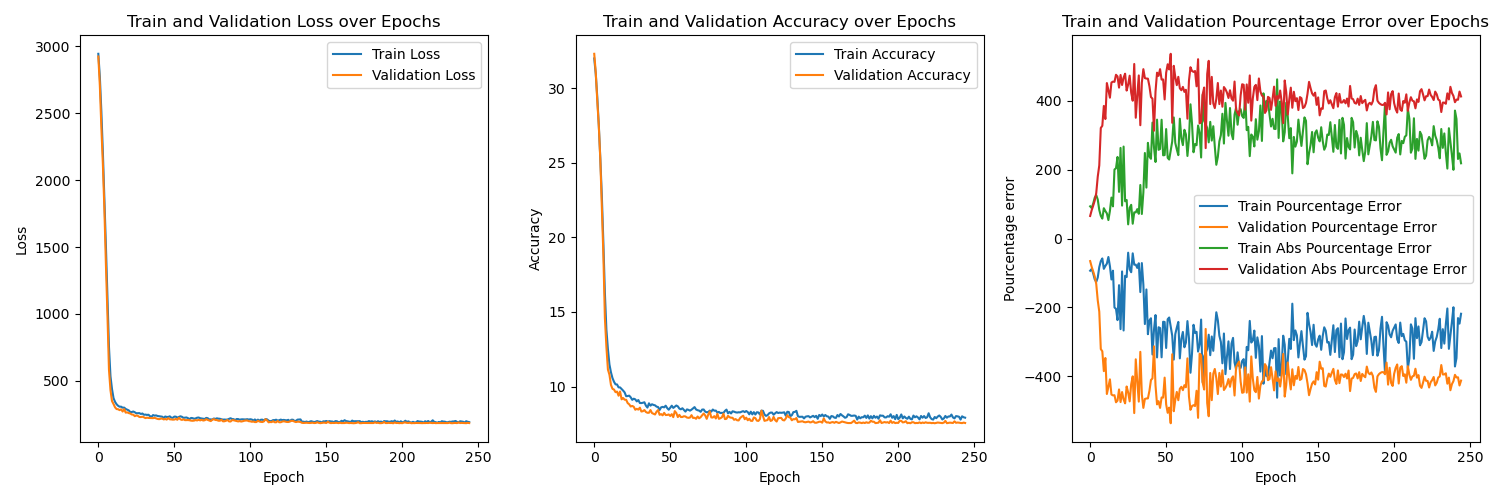 Train and Validation Loss over Epochs
Train Loss
Validation Loss
3000
2500
2000
1500
1000
500
Loss
0
50
100
150
200
250
Epoch
Train and Validation Accuracy over Epochs
Train Accuracy
Validation Accuracy
30
25
20
15
10
Accuracy
0
50
100
150
200
250
Epoch
Train and Validation Pourcentage Error over Epochs
Train Pourcentage Error
Validation Pourcentage Error
Train Abs Pourcentage Error
Validation Abs Pourcentage Error
400
200
0
−200
−400
Pourcentage error
0
50
100
150
200
250
Epoch